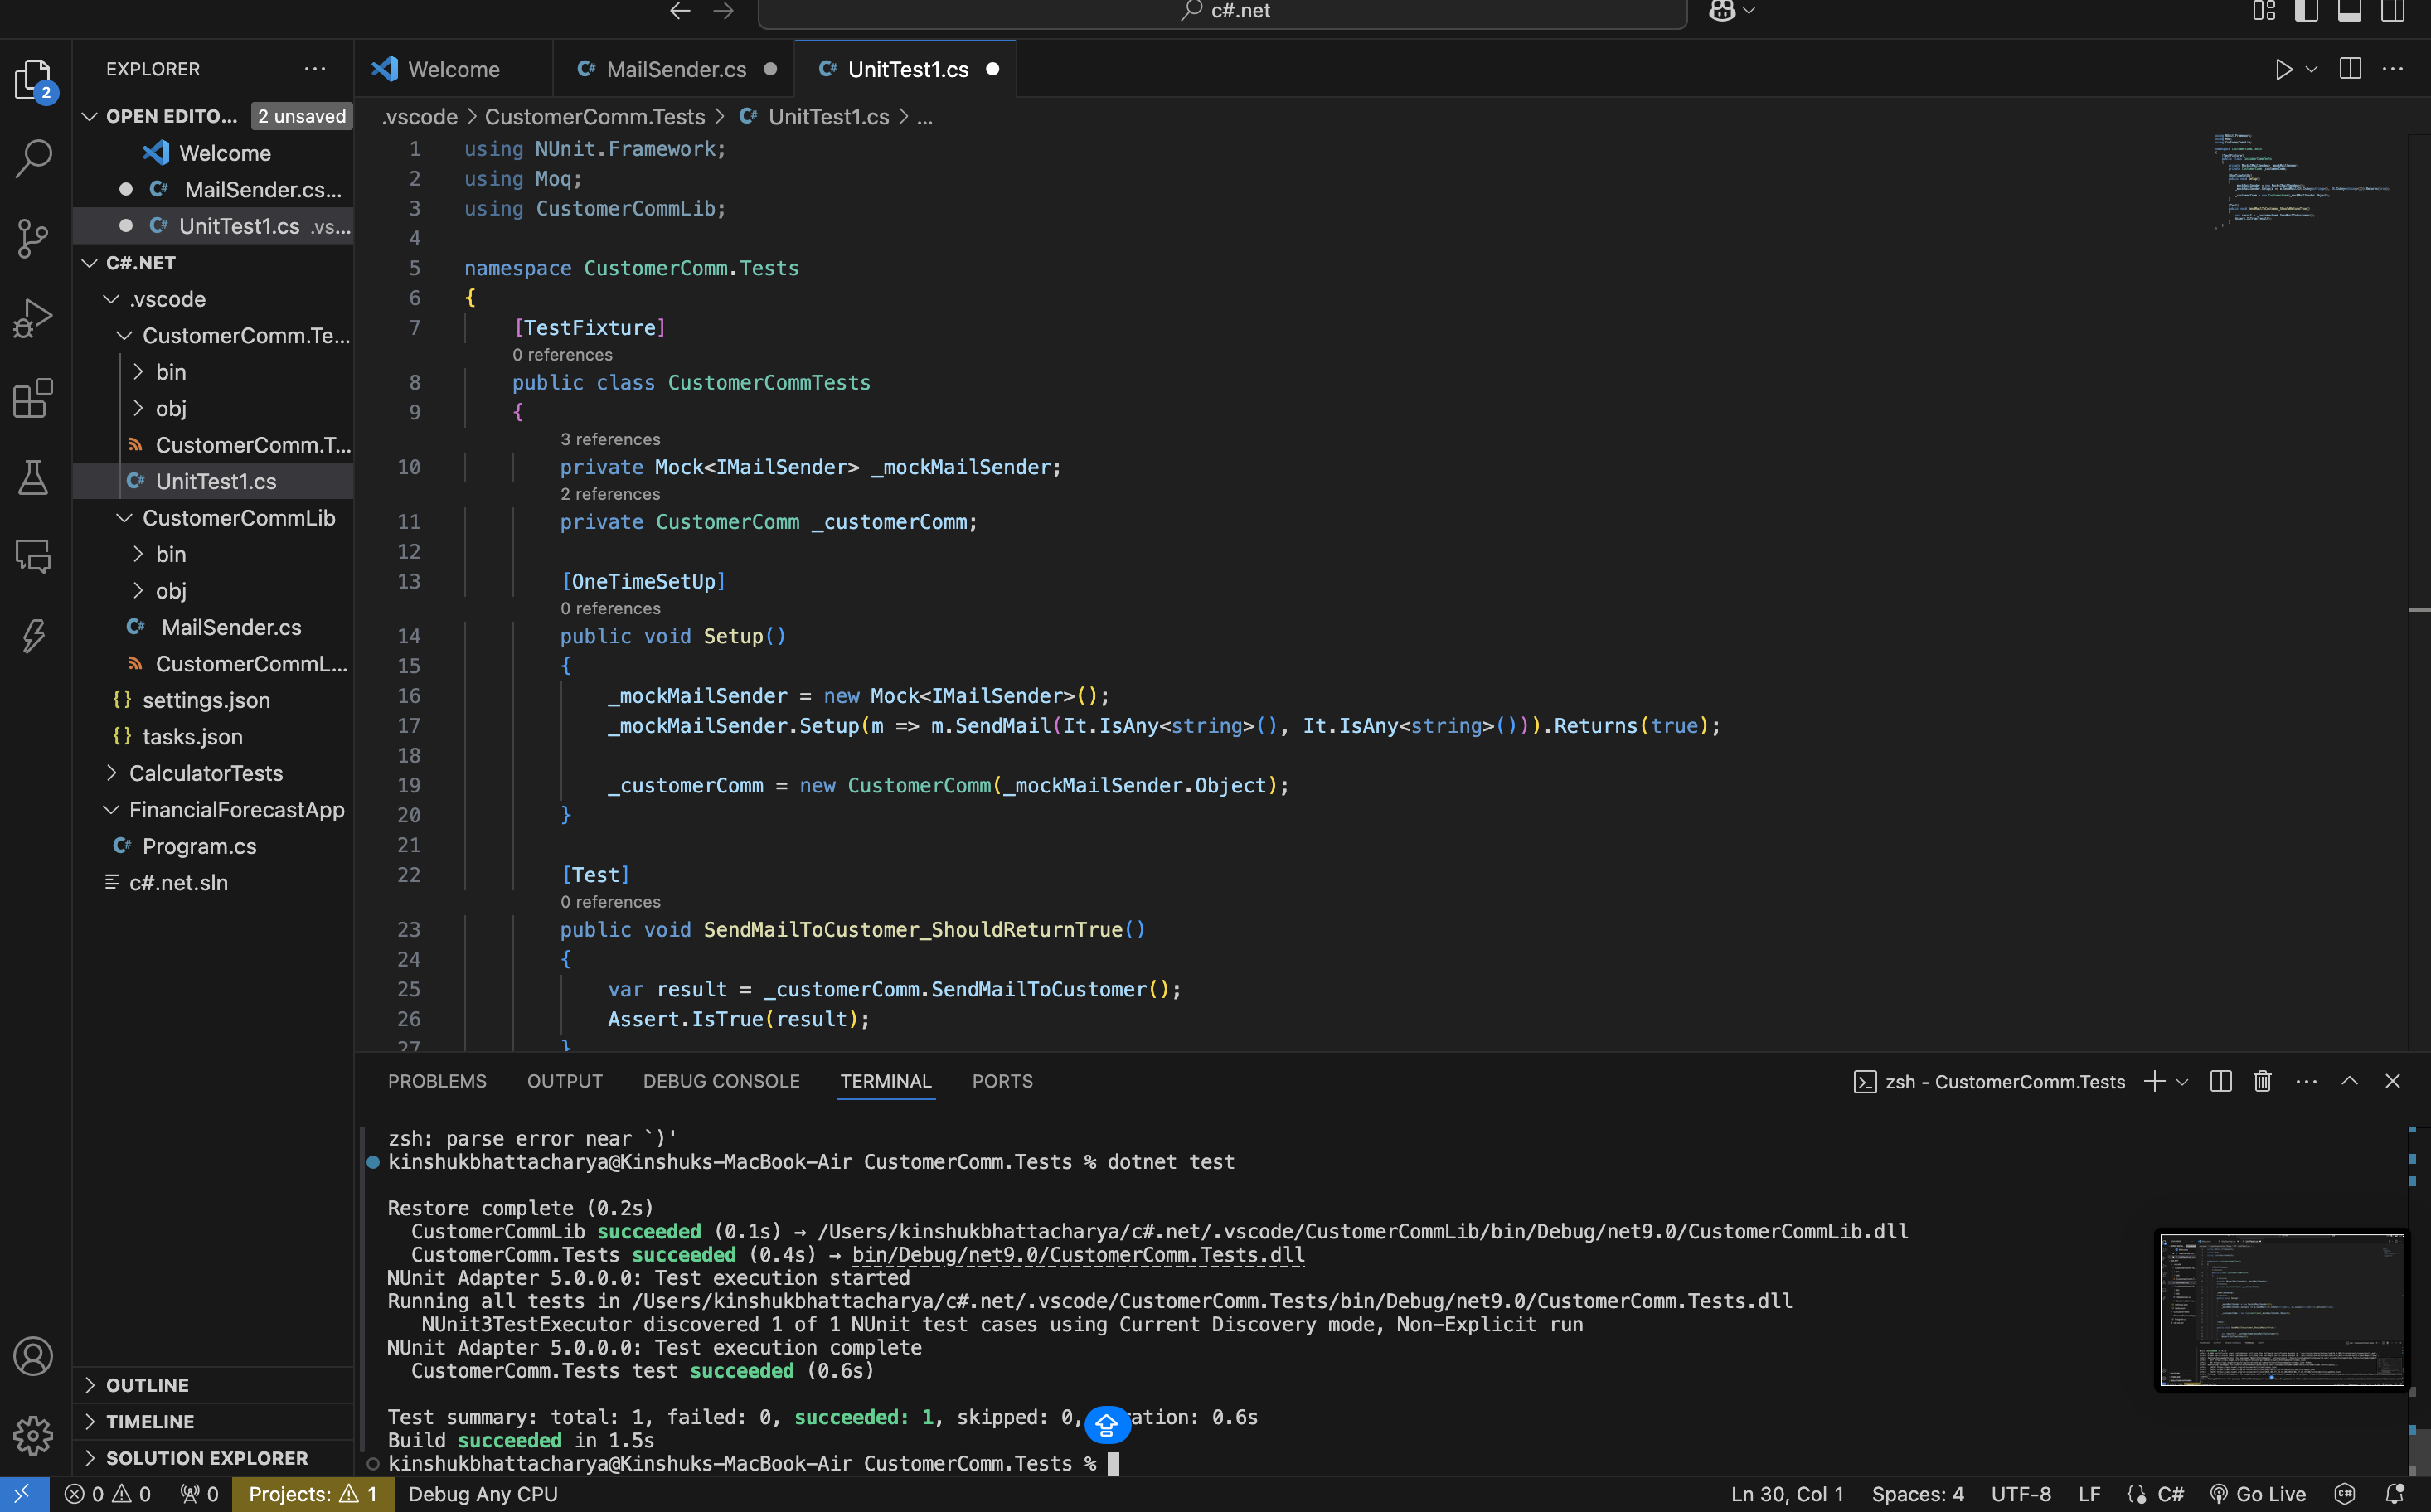 c#.net
EXPLORER
OPEN EDITO...
2 unsaved
Welcome
MailSender.cs...
UnitTest1.cs .vs...
C#.NET
.vscode
CustomerComm.Te...
bin
obj
CustomerComm.T...
UnitTest1.cs
CustomerCommLib
bin
obj
MailSender.cs
CustomerCommL...
settings.json
tasks.json
CalculatorTests
FinancialForecastApp
Program.cs
c#.net.sln
OUTLINE
TIMELINE
SOLUTION EXPLORER
2
Welcome
MailSender.cs
UnitTest1.cs
.vscode > CustomerComm.Tests > UnitTest1.cs > ...
1 using NUnit.Framework;
2 using Moq;
3 using CustomerCommLib;
4
5 namespace CustomerComm.Tests
6 {
7 [TestFixture]
0 references
8 public class CustomerCommTests
9 {
3 references
10 private Mock<IMailSender> _mockMailSender;
2 references
11 private CustomerComm _customerComm;
12
13 [OneTimeSetUp]
0 references
14 public void Setup()
15 {
16 _mockMailSender = new Mock<IMailSender>();
17 _mockMailSender.Setup(m => m.SendMail(It.IsAny<string>(), It.IsAny<string>())).Returns(true);
18
19 _customerComm = new CustomerComm(_mockMailSender.Object);
20 }
21
22 [Test]
0 references
23 public void SendMailToCustomer_ShouldReturnTrue()
24 {
25 var result = _customerComm.SendMailToCustomer();
26 Assert.IsTrue(result);
27 }
PROBLEMS OUTPUT DEBUG CONSOLE TERMINAL PORTS
zsh - CustomerComm.Tests
zsh: parse error near `)'
kinshukbhattacharya@Kinshuks-MacBook-Air CustomerComm.Tests % dotnet test
Restore complete (0.2s)
CustomerCommLib succeeded (0.1s) → /Users/kinshukbhattacharya/c#.net/.vscode/CustomerCommLib/bin/Debug/net9.0/CustomerCommLib.dll
CustomerComm.Tests succeeded (0.4s) → bin/Debug/net9.0/CustomerComm.Tests.dll
NUnit Adapter 5.0.0.0: Test execution started
Running all tests in /Users/kinshukbhattacharya/c#.net/.vscode/CustomerComm.Tests/bin/Debug/net9.0/CustomerComm.Tests.dll
NUnit3TestExecutor discovered 1 of 1 NUnit test cases using Current Discovery mode, Non-Explicit run
NUnit Adapter 5.0.0.0: Test execution complete
CustomerComm.Tests test succeeded (0.6s)
Test summary: total: 1, failed: 0, succeeded: 1, skipped: 0, ation: 0.6s
Build succeeded in 1.5s
kinshukbhattacharya@Kinshuks-MacBook-Air CustomerComm.Tests %
0 0 0 Projects: 1 Debug Any CPU
Ln 30, Col 1 Spaces: 4 UTF-8 LF C# Go Live